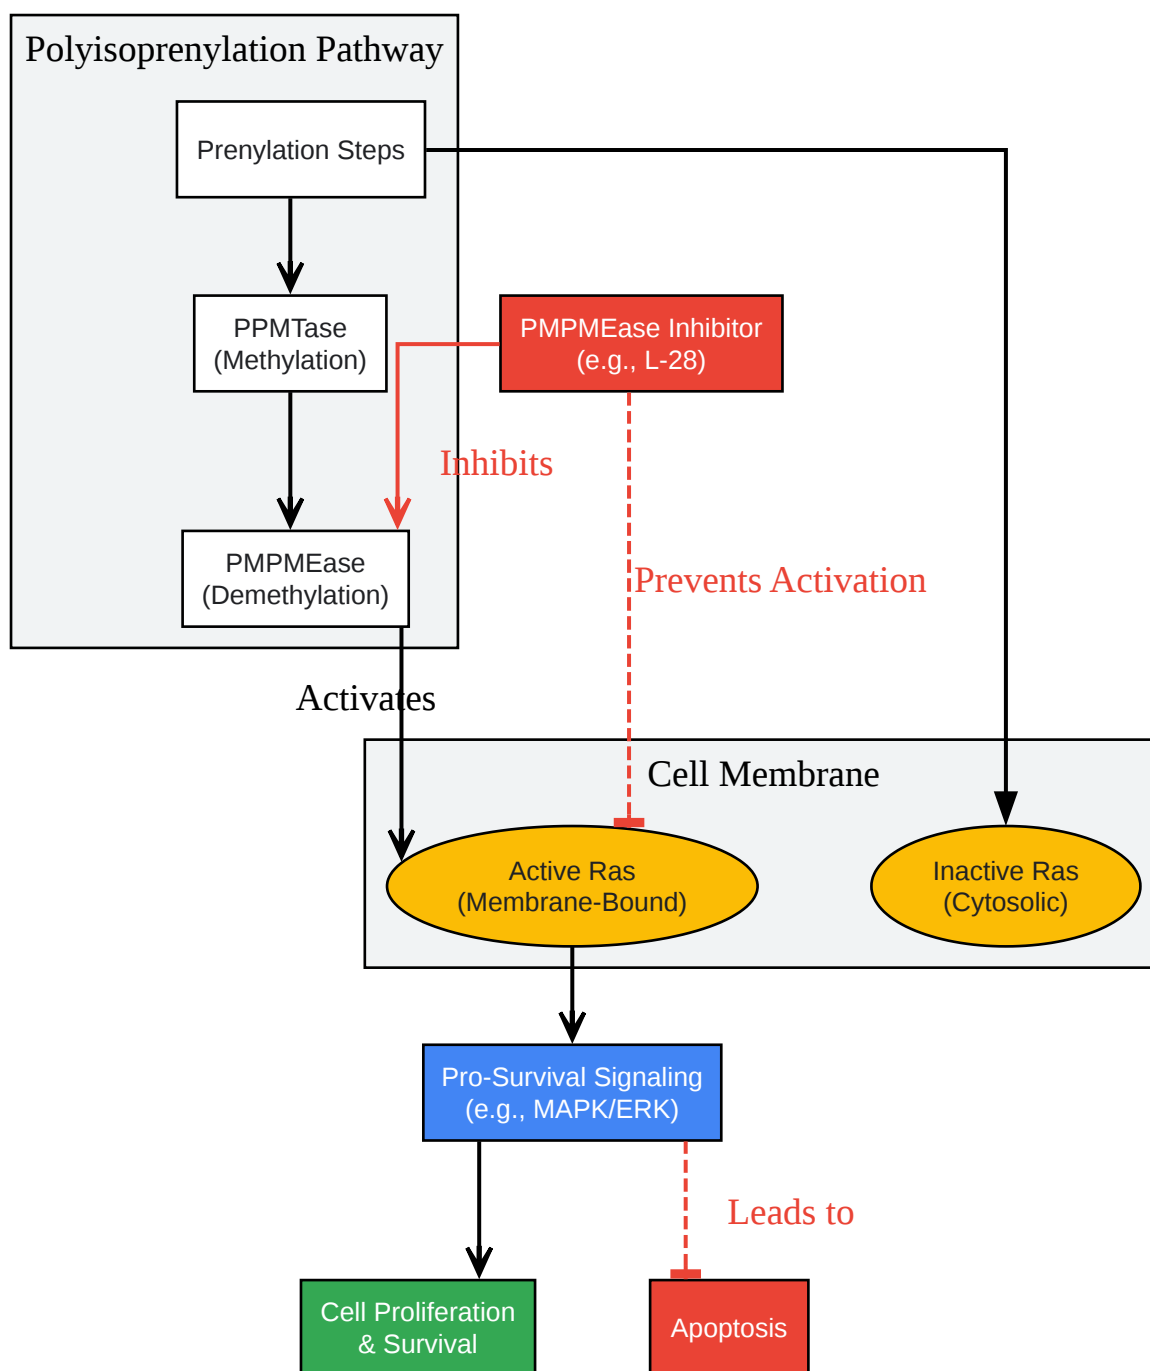 Polyisoprenylation Pathway
Prenylation Steps
PPMTase
(Methylation)
PMPMEase Inhibitor
(e.g., L-28)
Inhibits
PMPMEase
(Demethylation)
Prevents Activation
Activates
Cell Membrane
Active Ras
(Membrane-Bound)
Inactive Ras
(Cytosolic)
Pro-Survival Signaling
(e.g., MAPK/ERK)
Leads to
Cell Proliferation
& Survival
Apoptosis